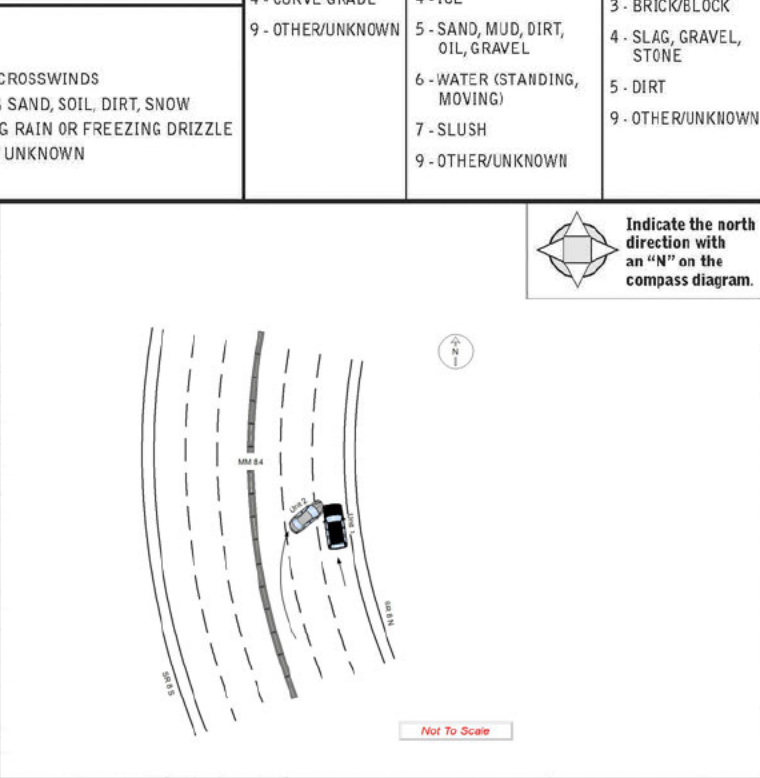 4 - CURVE GRADE
4 - ICE
3 - BRICK/BLOCK
9 - OTHER/UNKNOWN
5 - SAND, MUD, DIRT,
OIL, GRAVEL
4 - SLAG, GRAVEL,
STONE
CROSSWINDS
SAND, SOIL, DIRT, SNOW
6 - WATER (STANDING,
MOVING)
5 - DIRT
G RAIN OR FREEZING DRIZZLE
7 - SLUSH
9 - OTHER/UNKNOWN
UNKNOWN
9 - OTHER/UNKNOWN
Indicate the north
direction with
an “N” on the
compass diagram.
N
MM 84
Unit 2
Unit 1
SR 8 N
SR 8 S
Not To Scale